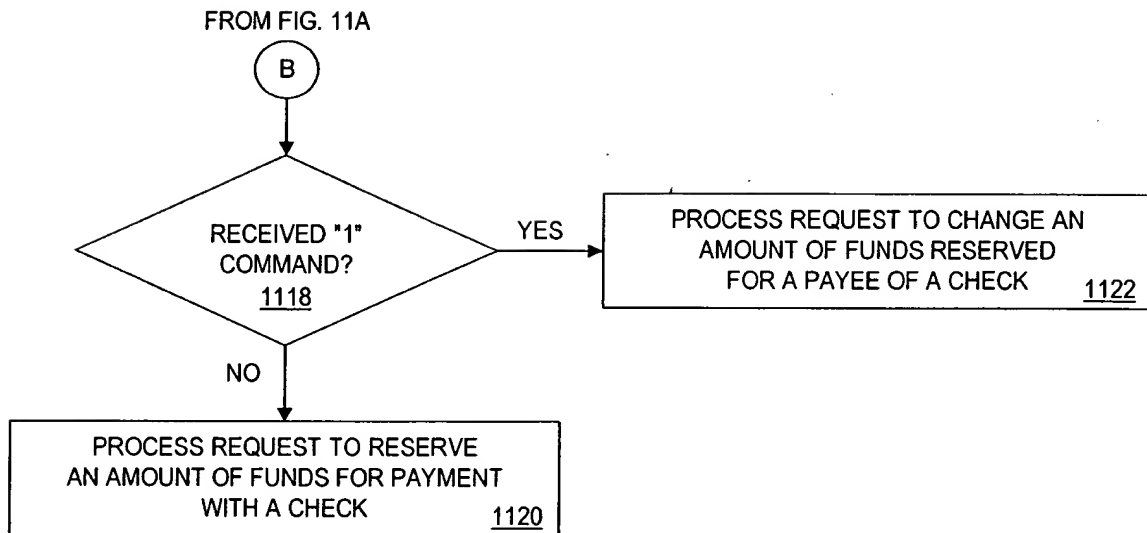 FROM FIG. 11A
B
RECEIVED "1"
COMMAND?
1118
YES
PROCESS REQUEST TO CHANGE AN
AMOUNT OF FUNDS RESERVED
FOR A PAYEE OF A CHECK
1122
NO
PROCESS REQUEST TO RESERVE
AN AMOUNT OF FUNDS FOR PAYMENT
WITH A CHECK
1120